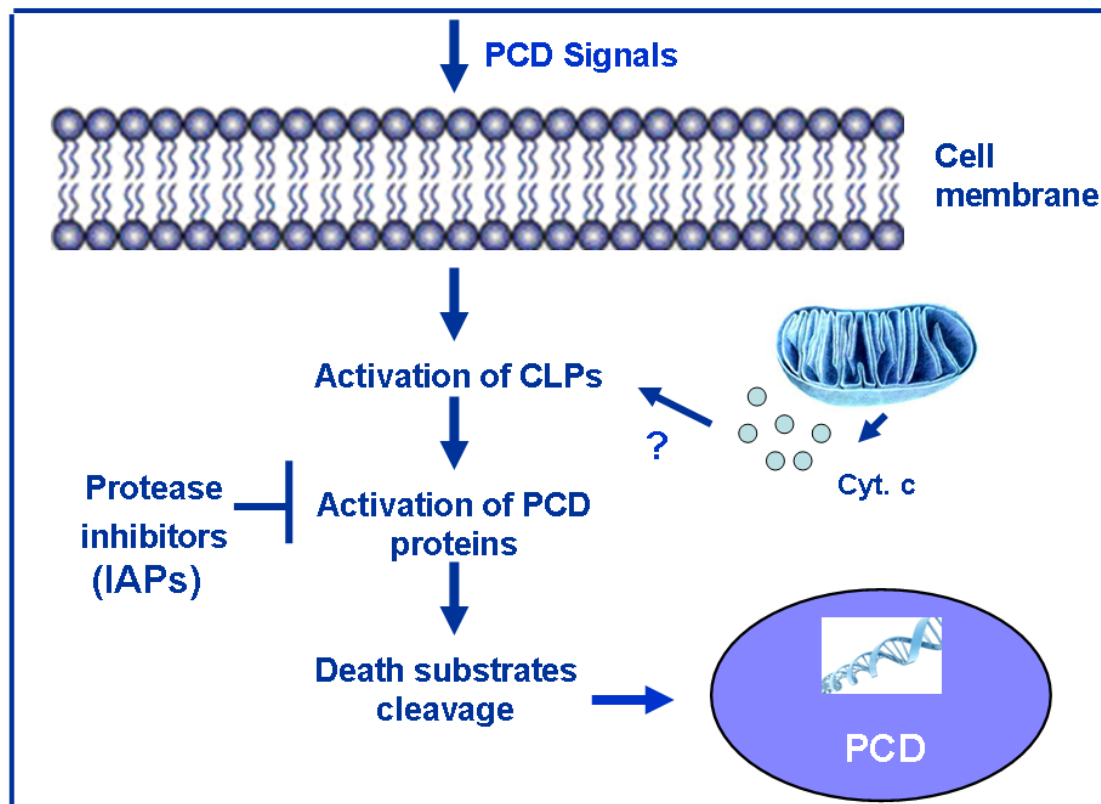 PCD Signals
Cell
membrane
Activation of CLPs
?
Cyt. c
Protease
inhibitors
(IAPs)
Activation of PCD
proteins
Death substrates
cleavage
PCD